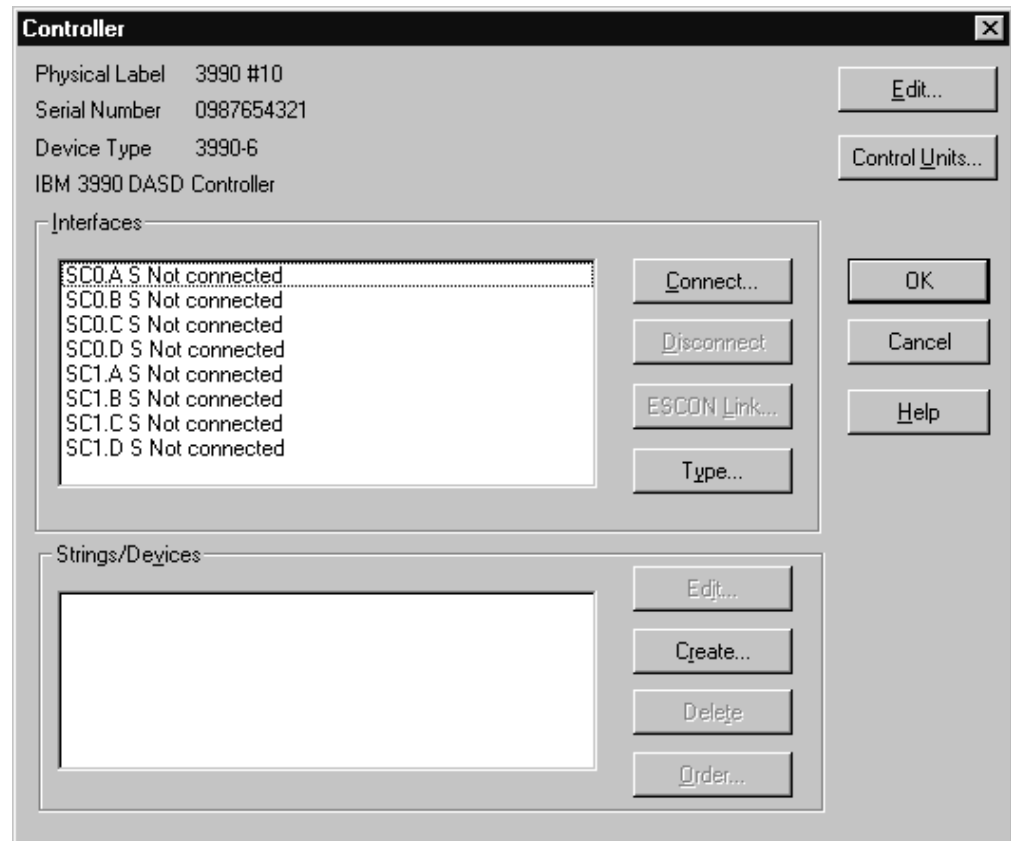 Controller
Physical Label 3990 #10
Serial Number 0987654321
Device Type 3990-6
IBM 3990 DASD Controller
Edit...
Control Units...
Interfaces
SC0.A S Not connected
SC0.B S Not connected
SC0.C S Not connected
SC0.D S Not connected
SC1.A S Not connected
SC1.B S Not connected
SC1.C S Not connected
SC1.D S Not connected
Connect...
Disconnect
ESCON Link...
Type...
OK
Cancel
Help
Strings/Devices
Edit...
Create...
Delete
Order...